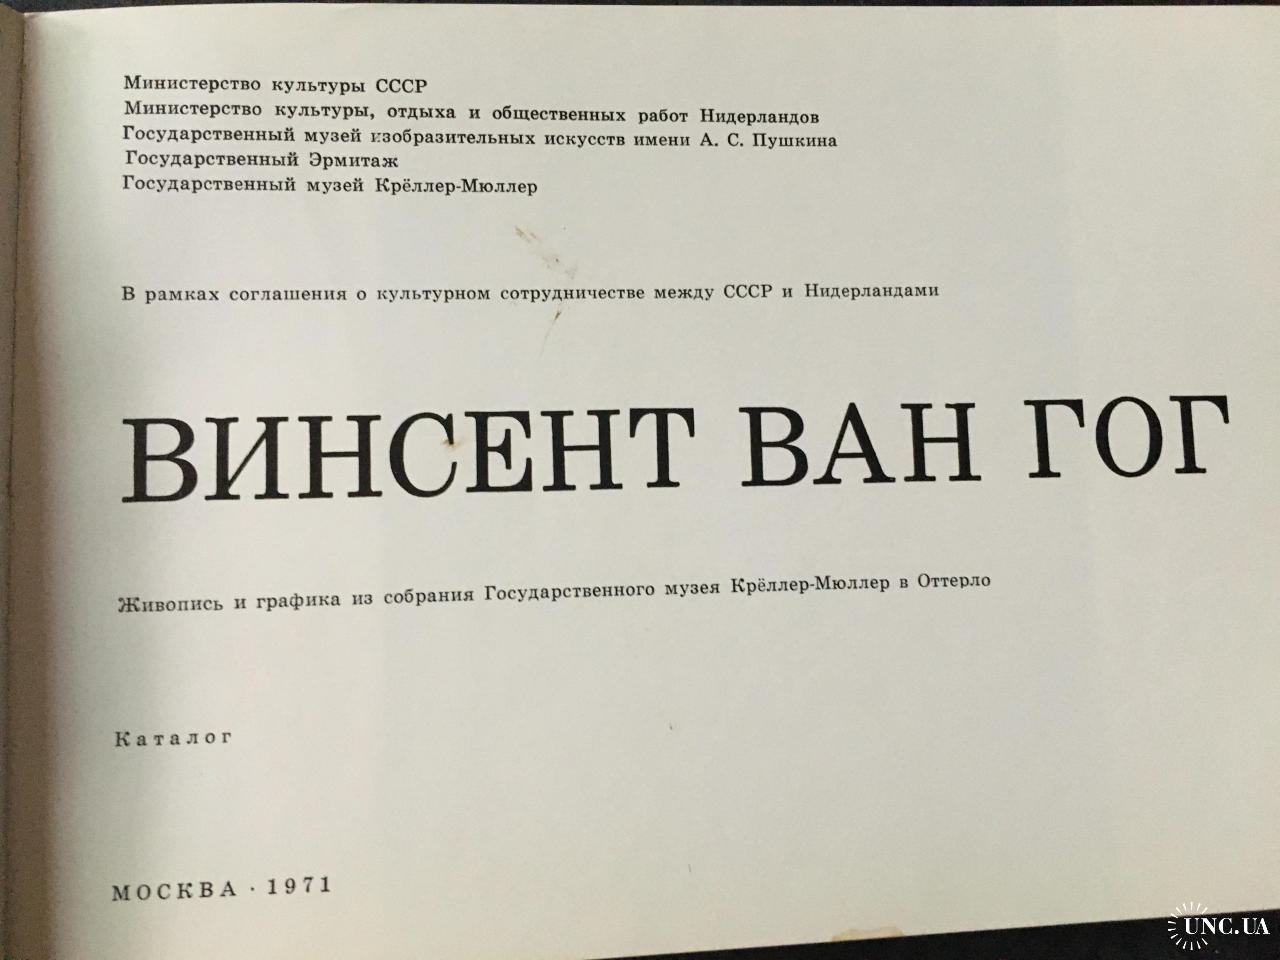 Министерство культуры СССР
Министерство культуры, отдыха и общественных работ Нидерландов
Государственный музей изобразительных искусств имени А. С. Пушкина
Государственный Эрмитаж
Государственный музей Крёллер-Мюллер
В рамках соглашения о культурном сотрудничестве между СССР и Нидерландами
ВИНСЕНТ ВАН ГОГ
Живопись и графика из собрания Государственного музея Крёллер-Мюллер в Оттерло
Каталог
МОСКВА · 1971
UNC.UA